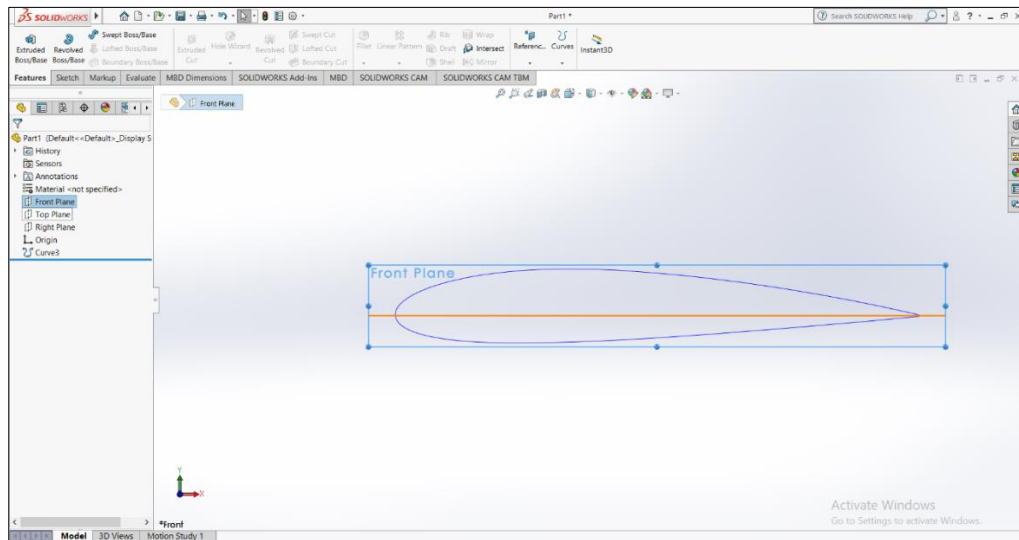 SOLIDWORKS
Part1 *
Search SOLIDWORKS Help
Extruded Boss/Base
Revolved Boss/Base
Swept Boss/Base
Lofted Boss/Base
Boundary Boss/Base
Extruded Cut
Hole Wizard
Revolved Cut
Swept Cut
Lofted Cut
Boundary Cut
Fillet
Linear Pattern
Rib
Draft
Shell
Wrap
Intersect
Mirror
Referenc...
Curves
Instant3D
Features Sketch Markup Evaluate MBD Dimensions SOLIDWORKS Add-Ins MBD SOLIDWORKS CAM SOLIDWORKS CAM TBM
Front Plane
Part1 (Default<<Default>_Display S
History
Sensors
Annotations
Material <not specified>
Front Plane
Top Plane
Right Plane
Origin
Curve3
Front Plane
Y
X
*Front
Activate Windows
Go to Settings to activate Windows.
Model 3D Views Motion Study 1